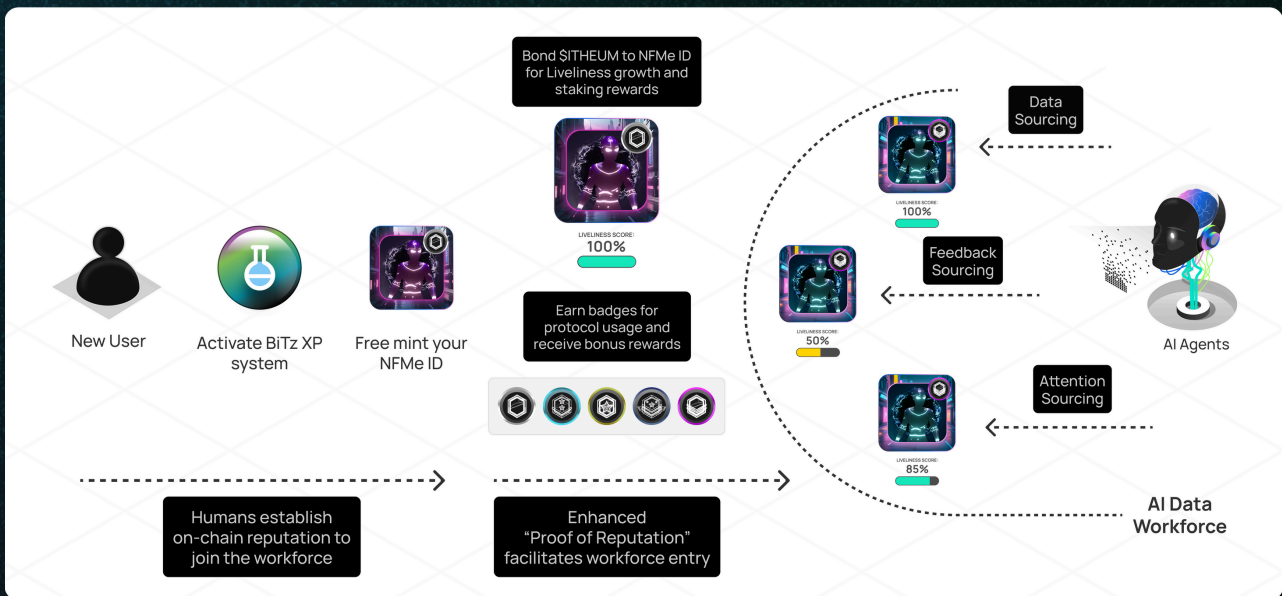 Bond $ITHEUM to NFMe ID
for Liveliness growth and
staking rewards
LIVELINESS SCORE:
100%
Earn badges for
protocol usage and
receive bonus rewards
New User
Activate BiTz XP
system
Free mint your
NFMe ID
Humans establish
on-chain reputation to
join the workforce
Enhanced
“Proof of Reputation”
facilitates workforce entry
LIVELINESS SCORE:
100%
LIVELINESS SCORE:
50%
LIVELINESS SCORE:
85%
Data
Sourcing
Feedback
Sourcing
Attention
Sourcing
AI Agents
AI Data
Workforce